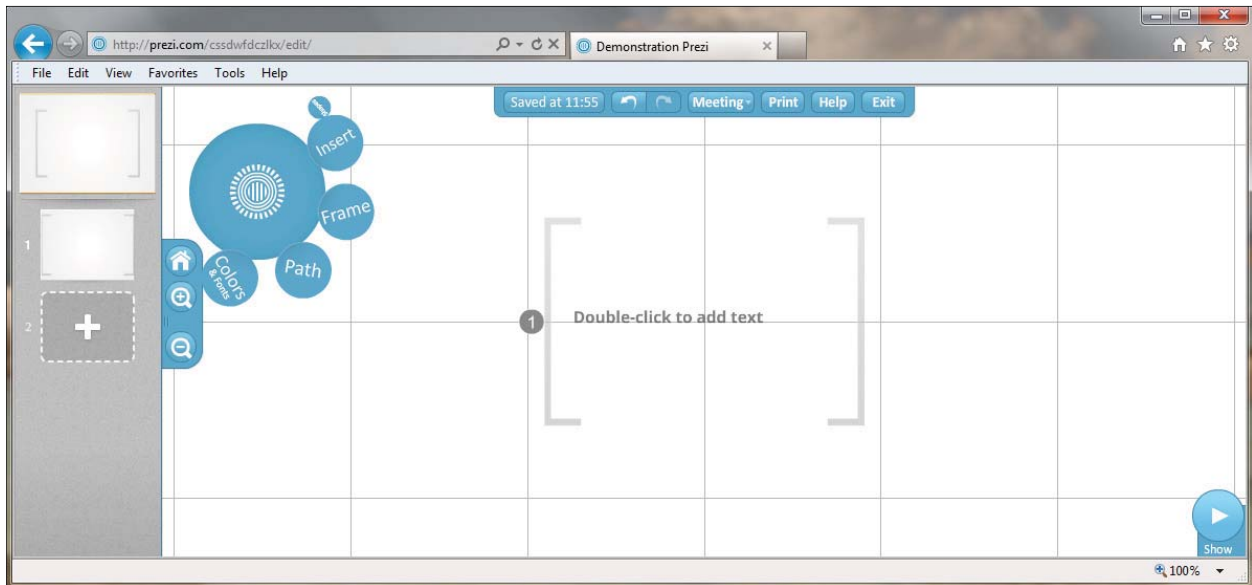 http://prezi.com/cssdwfdczlkx/edit/
Demonstration Prezi
File Edit View Favorites Tools Help
Saved at 11:55 Meeting Print Help Exit
Insert
Frame
Path
Colors
& Fonts
1
2
1
Double-click to add text
Show
100%